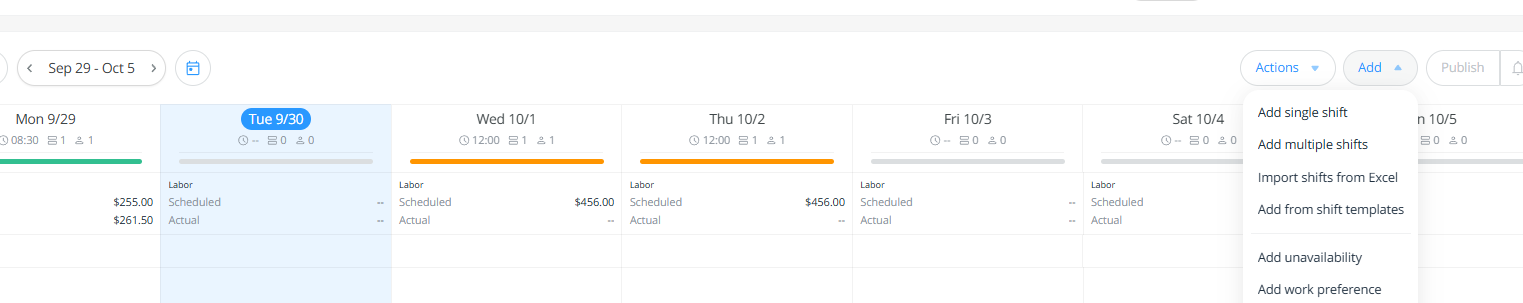 Sep 29 - Oct 5
Actions
Add
Publish
Mon 9/29
Tue 9/30
Wed 10/1
Thu 10/2
Fri 10/3
Sat 10/4
n 10/5
08:30 1 1
-- 0 0
12:00 1 1
12:00 1 1
-- 0 0
-- 0 0
0 0
$255.00
$261.50
Labor
Scheduled --
Actual --
Labor
Scheduled $456.00
Actual --
Labor
Scheduled $456.00
Actual --
Labor
Scheduled --
Actual --
Labor
Scheduled
Actual
Add single shift
Add multiple shifts
Import shifts from Excel
Add from shift templates
Add unavailability
Add work preference